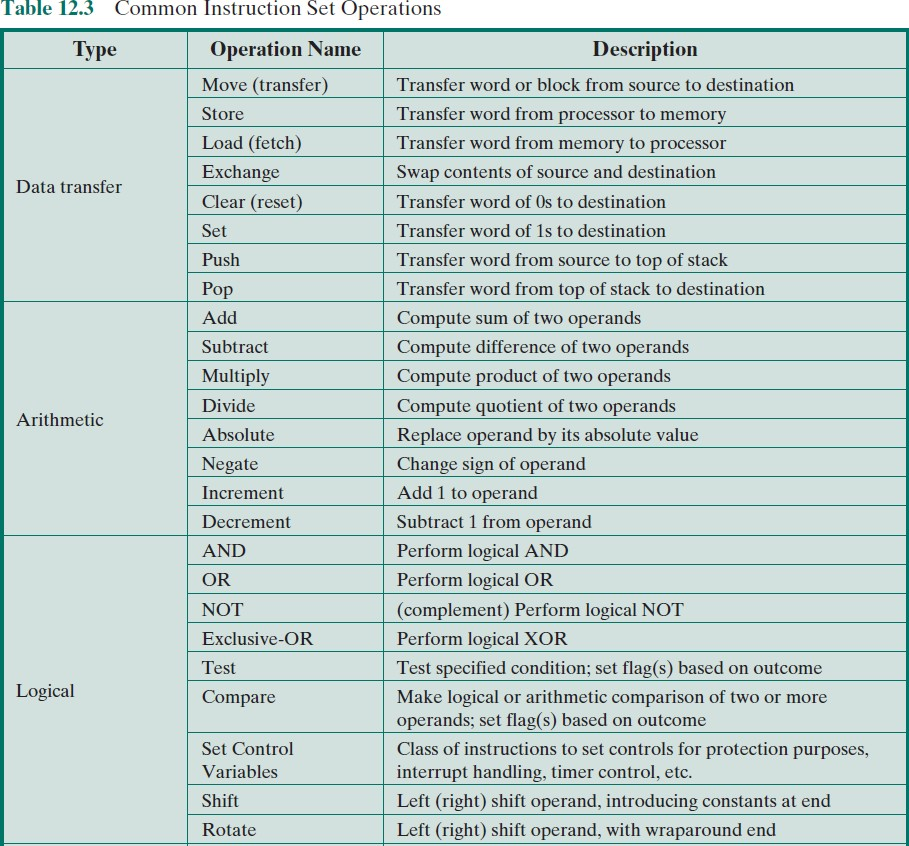 Table 12.3 Common Instruction Set Operations
Type Operation Name Description
Data transfer
Move (transfer) Transfer word or block from source to destination
Store Transfer word from processor to memory
Load (fetch) Transfer word from memory to processor
Exchange Swap contents of source and destination
Clear (reset) Transfer word of 0s to destination
Set Transfer word of 1s to destination
Push Transfer word from source to top of stack
Pop Transfer word from top of stack to destination
Arithmetic
Add Compute sum of two operands
Subtract Compute difference of two operands
Multiply Compute product of two operands
Divide Compute quotient of two operands
Absolute Replace operand by its absolute value
Negate Change sign of operand
Increment Add 1 to operand
Decrement Subtract 1 from operand
Logical
AND Perform logical AND
OR Perform logical OR
NOT (complement) Perform logical NOT
Exclusive-OR Perform logical XOR
Test Test specified condition; set flag(s) based on outcome
Compare Make logical or arithmetic comparison of two or more
operands; set flag(s) based on outcome
Set Control Class of instructions to set controls for protection purposes,
Variables interrupt handling, timer control, etc.
Shift Left (right) shift operand, introducing constants at end
Rotate Left (right) shift operand, with wraparound end